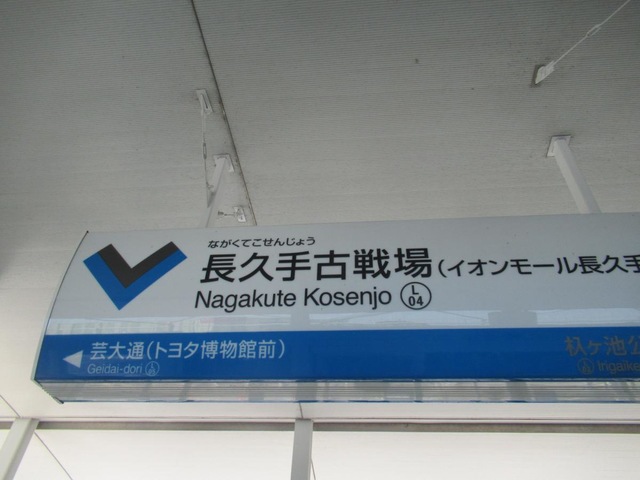 ながくてこせんじょう
長久手古戦場(イオンモール長久手
Nagakute Kosenjo L 04
芸大通(トヨタ博物館前)
Geidai-dori
杁ヶ池公
Irigaike